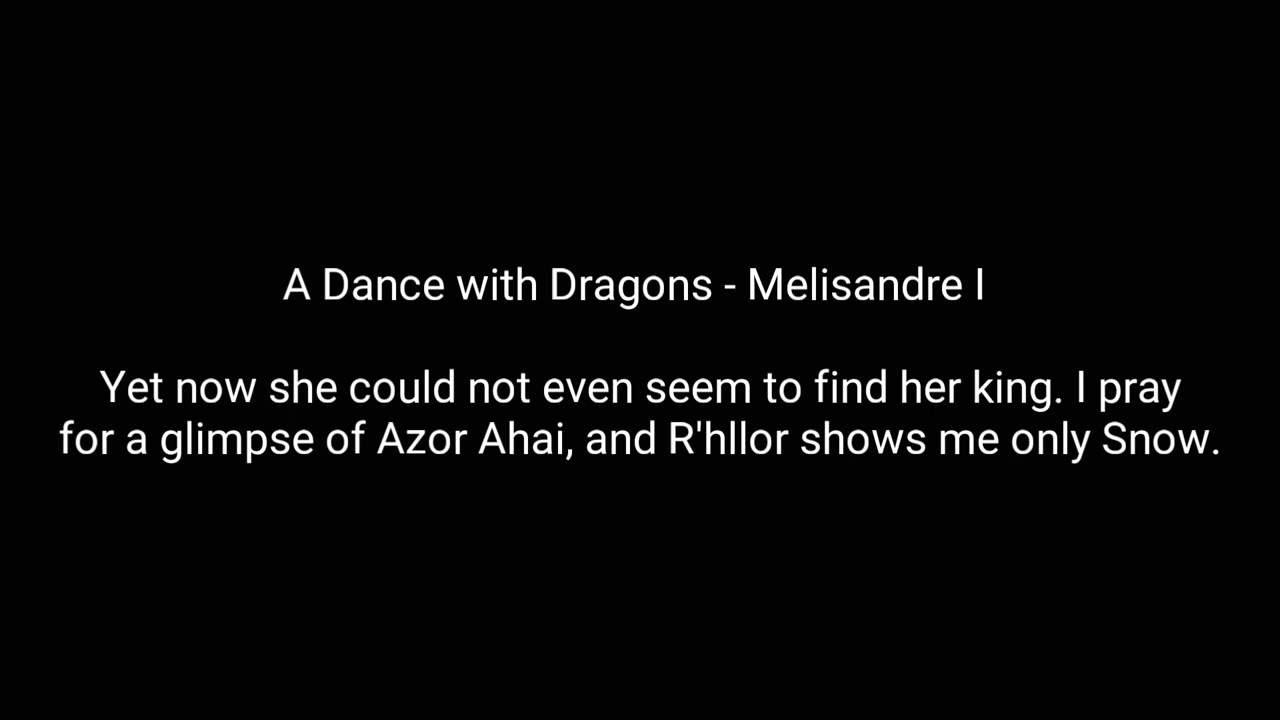 A Dance with Dragons - Melisandre I
Yet now she could not even seem to find her king. I pray
for a glimpse of Azor Ahai, and R'hllor shows me only Snow.